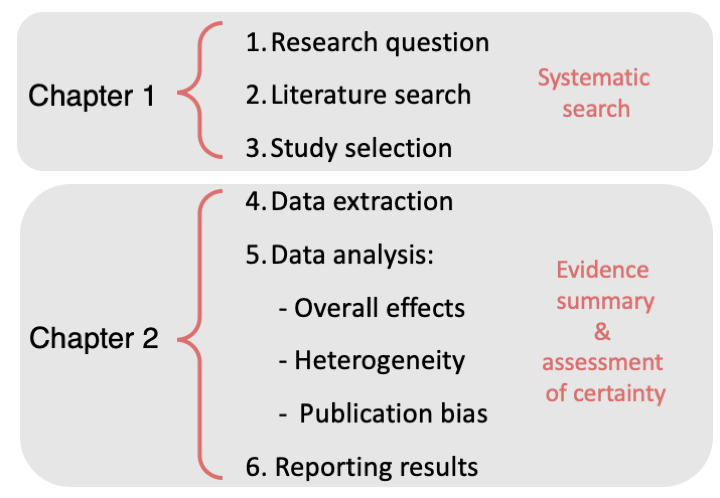 Chapter 1
1. Research question
2. Literature search
3. Study selection
Systematic
search
Chapter 2
4. Data extraction
5. Data analysis:
- Overall effects
- Heterogeneity
- Publication bias
6. Reporting results
Evidence
summary
&
assessment
of certainty